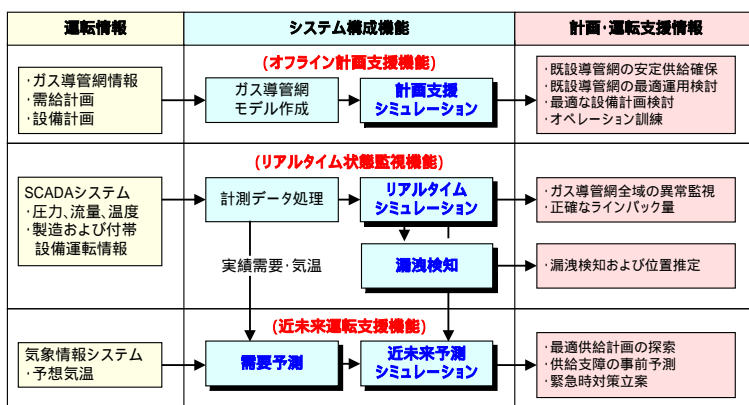 運転情報
システム構成機能
計画・運転支援情報
(オフライン計画支援機能)
・ガス導管網情報
・需給計画
・設備計画
ガス導管網
モデル作成
計画支援
シミュレーション
・既設導管網の安定供給確保
・既設導管網の最適運用検討
・最適な設備計画検討
・オペレーション訓練
(リアルタイム状態監視機能)
SCADAシステム
・圧力、流量、温度
・製造および付帯
設備運転情報
計測データ処理
リアルタイム
シミュレーション
・ガス導管網全域の異常監視
・正確なラインパック量
実績需要・気温
漏洩検知
・漏洩検知および位置推定
(近未来運転支援機能)
気象情報システム
・予想気温
需要予測
近未来予測
シミュレーション
・最適供給計画の探索
・供給支障の事前予測
・緊急時対策立案